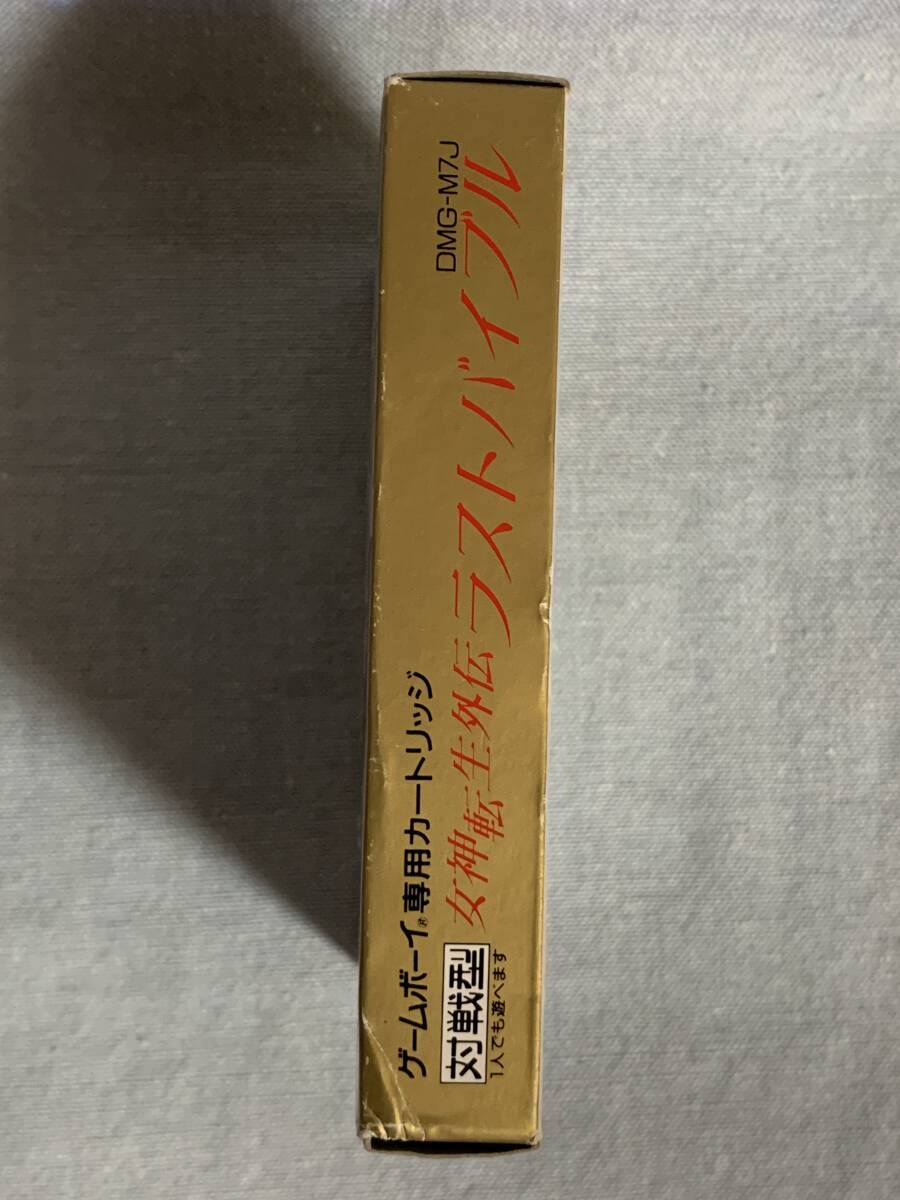 ゲームボーイ®専用カートリッジ
DMG-M7J
対戦型
1人でも遊べます
女神転生外伝ラストバイブル